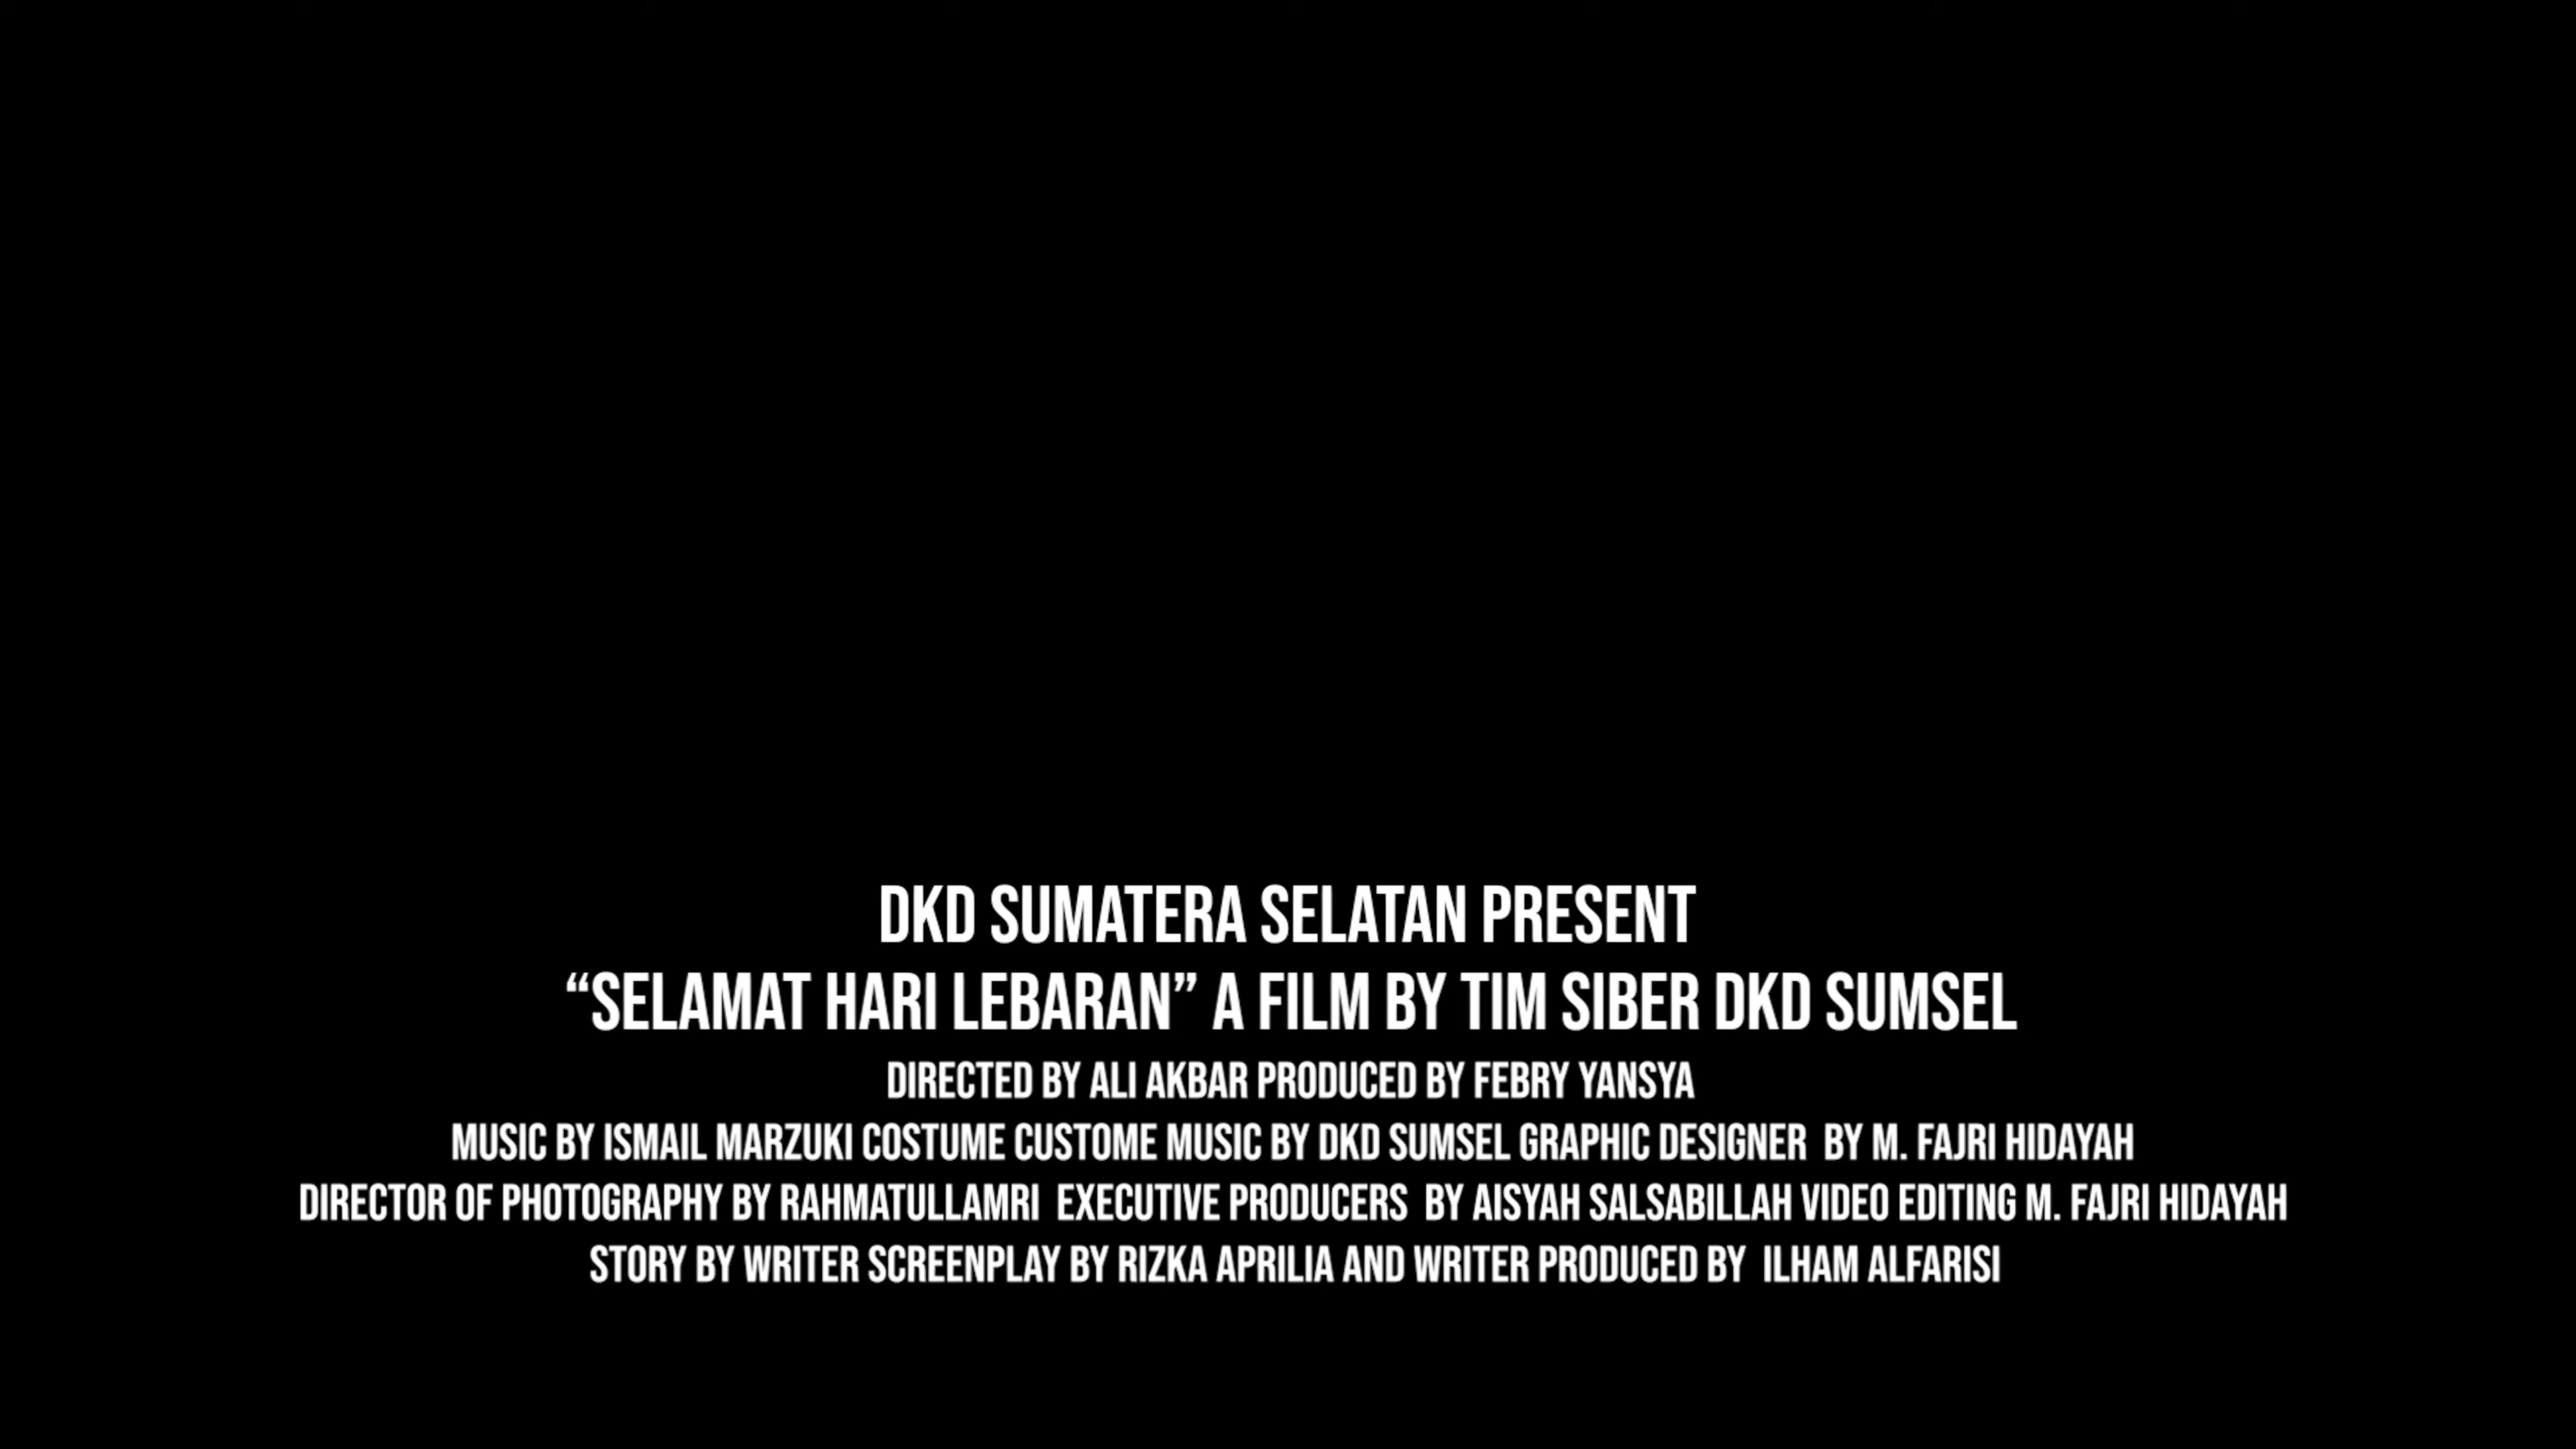 DKD SUMATERA SELATAN PRESENT
“SELAMAT HARI LEBARAN” A FILM BY TIM SIBER DKD SUMSEL
DIRECTED BY ALI AKBAR PRODUCED BY FEBRY YANSYA
MUSIC BY ISMAIL MARZUKI COSTUME CUSTOME MUSIC BY DKD SUMSEL GRAPHIC DESIGNER BY M. FAJRI HIDAYAH
DIRECTOR OF PHOTOGRAPHY BY RAHMATULLAMRI EXECUTIVE PRODUCERS BY AISYAH SALSABILLAH VIDEO EDITING M. FAJRI HIDAYAH
STORY BY WRITER SCREENPLAY BY RIZKA APRILIA AND WRITER PRODUCED BY ILHAM ALFARISI